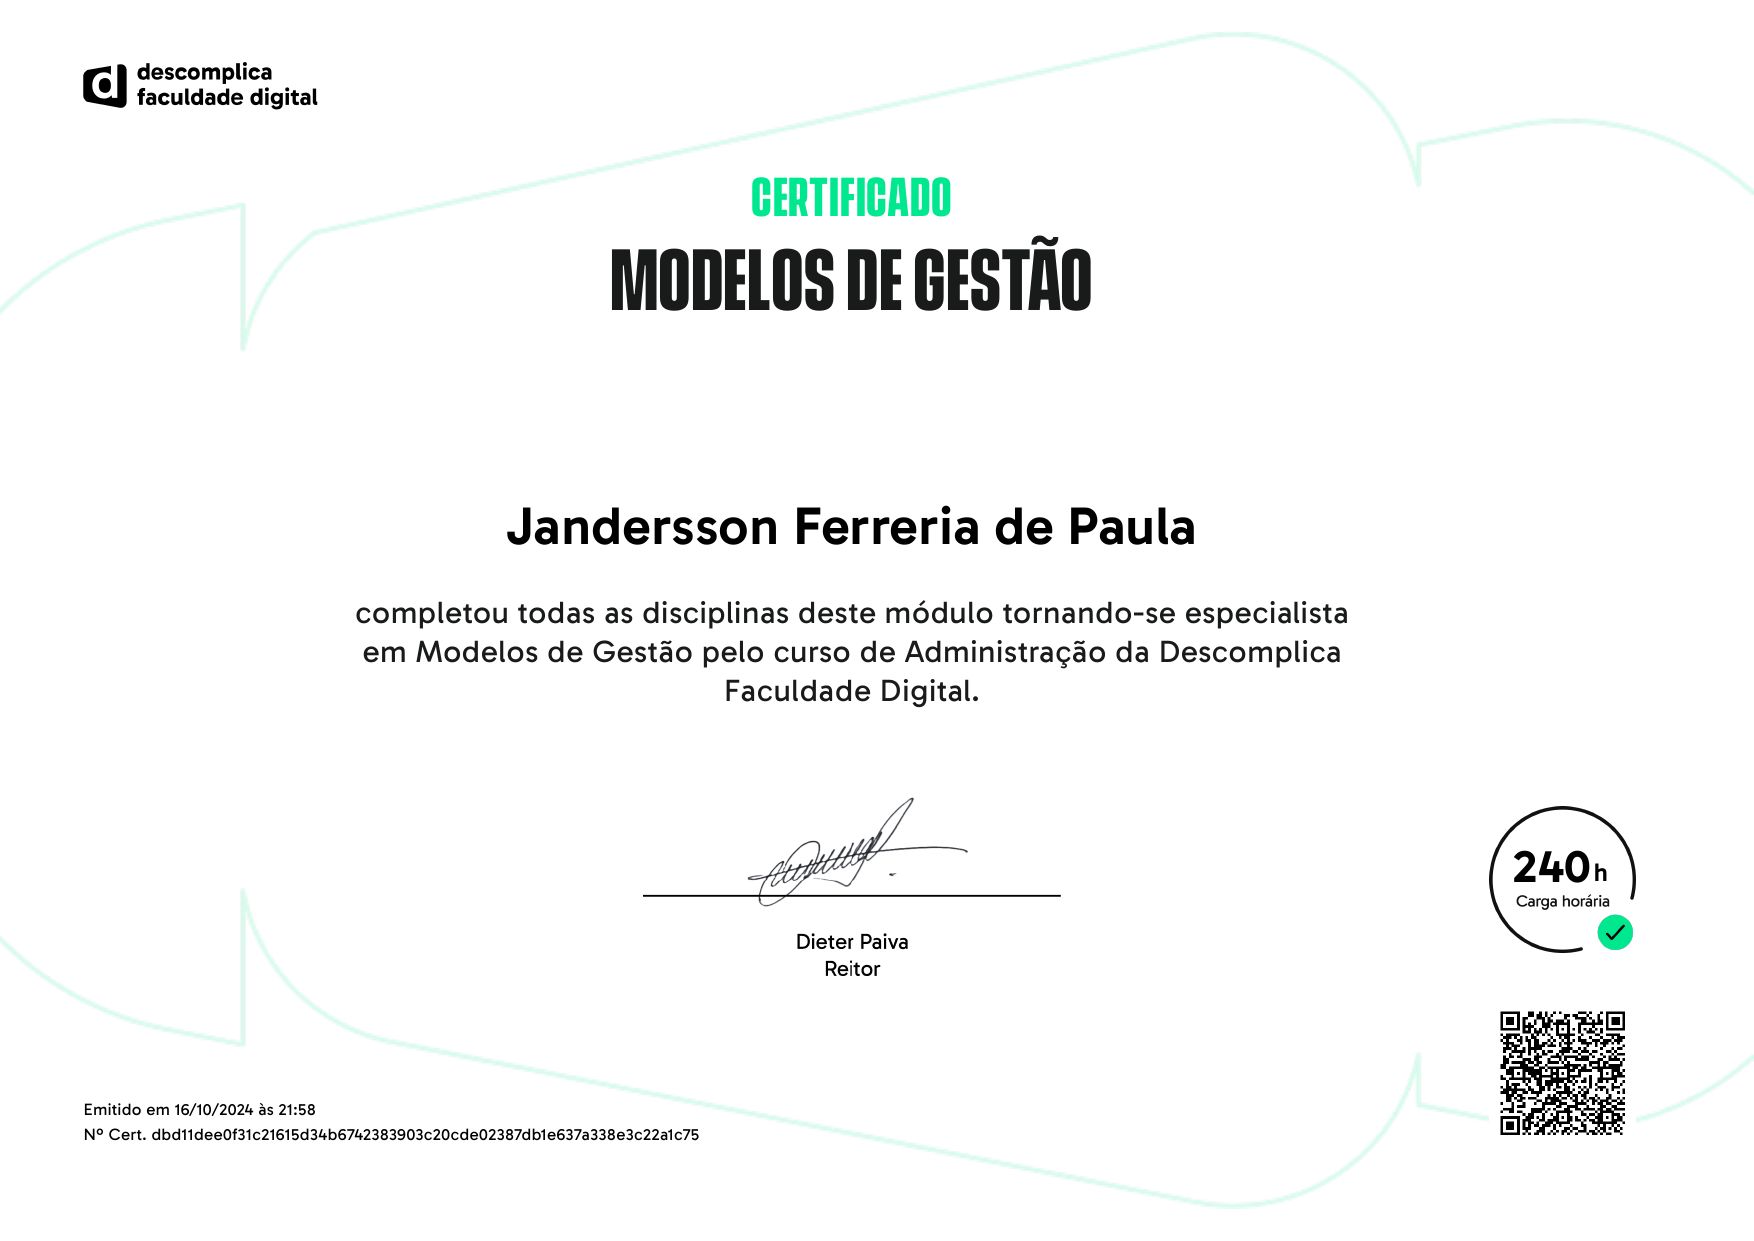 descomplica
faculdade digital
CERTIFICADO
MODELOS DE GESTÃO
Jandersson Ferreria de Paula
completou todas as disciplinas deste módulo tornando-se especialista
em Modelos de Gestão pelo curso de Administração da Descomplica
Faculdade Digital.
Dieter Paiva
Reitor
240 h
Carga horária
Emitido em 16/10/2024 às 21:58
Nº Cert. dbd11dee0f31c21615d34b6742383903c20cde02387db1e637a338e3c22a1c75